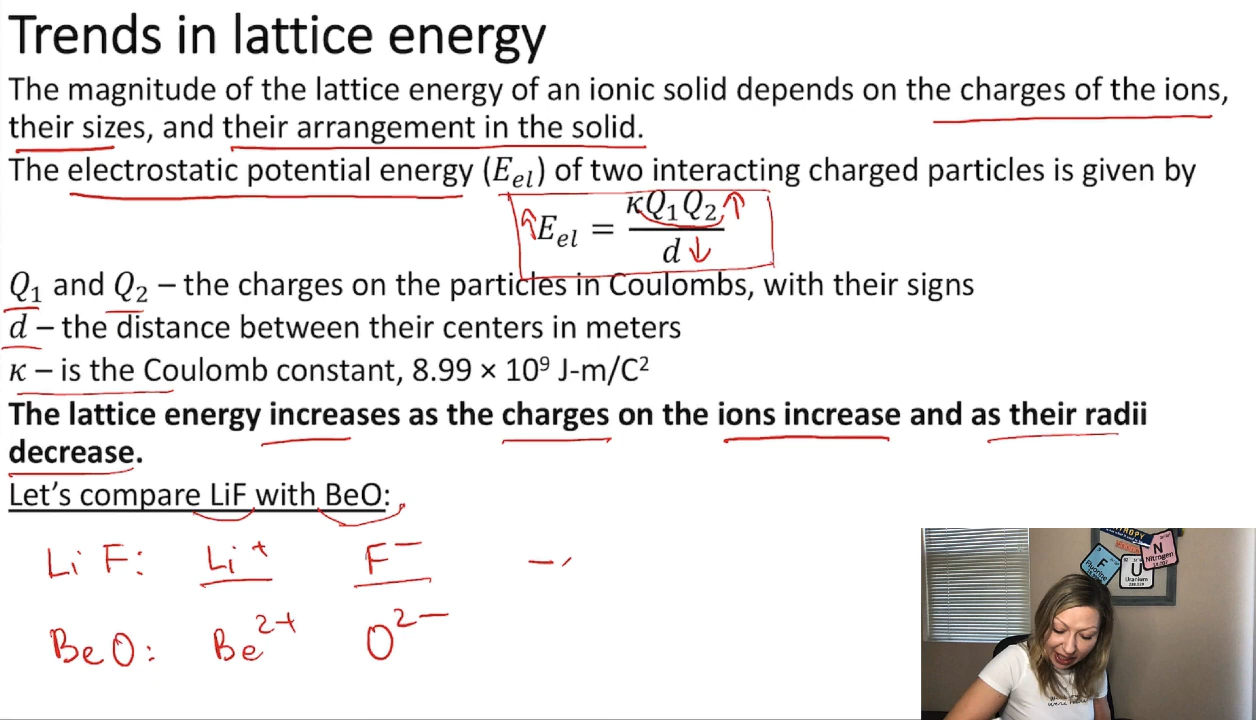 Trends in lattice energy
The magnitude of the lattice energy of an ionic solid depends on the charges of the ions,
their sizes, and their arrangement in the solid.
The electrostatic potential energy (E_el) of two interacting charged particles is given by
↑E_el = κQ₁Q₂↑ / d↓
Q₁ and Q₂ – the charges on the particles in Coulombs, with their signs
d – the distance between their centers in meters
κ – is the Coulomb constant, 8.99 × 10⁹ J-m/C²
The lattice energy increases as the charges on the ions increase and as their radii
decrease.
Let's compare LiF with BeO:
LiF: Li⁺ F⁻
BeO: Be²⁺ O²⁻
F
Fluorine
N
Nitrogen
U
Uranium